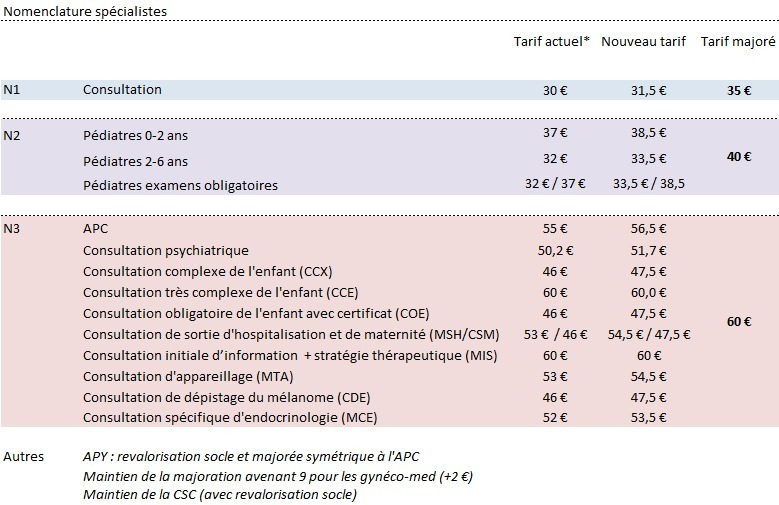 Nomenclature spécialistes
Tarif actuel* Nouveau tarif Tarif majoré
N1 Consultation 30 € 31,5 € 35 €
N2 Pédiatres 0-2 ans 37 € 38,5 €
Pédiatres 2-6 ans 32 € 33,5 € 40 €
Pédiatres examens obligatoires 32 € / 37 € 33,5 € / 38,5
N3 APC 55 € 56,5 €
Consultation psychiatrique 50,2 € 51,7 €
Consultation complexe de l'enfant (CCX) 46 € 47,5 €
Consultation très complexe de l'enfant (CCE) 60 € 60,0 €
Consultation obligatoire de l'enfant avec certificat (COE) 46 € 47,5 €
Consultation de sortie d'hospitalisation et de maternité (MSH/CSM) 53 € / 46 € 54,5 € / 47,5 € 60 €
Consultation initiale d’information + stratégie thérapeutique (MIS) 60 € 60 €
Consultation d'appareillage (MTA) 53 € 54,5 €
Consultation de dépistage du mélanome (CDE) 46 € 47,5 €
Consultation spécifique d'endocrinologie (MCE) 52 € 53,5 €
Autres APY : revalorisation socle et majorée symétrique à l'APC
Maintien de la majoration avenant 9 pour les gynéco-med (+2 €)
Maintien de la CSC (avec revalorisation socle)